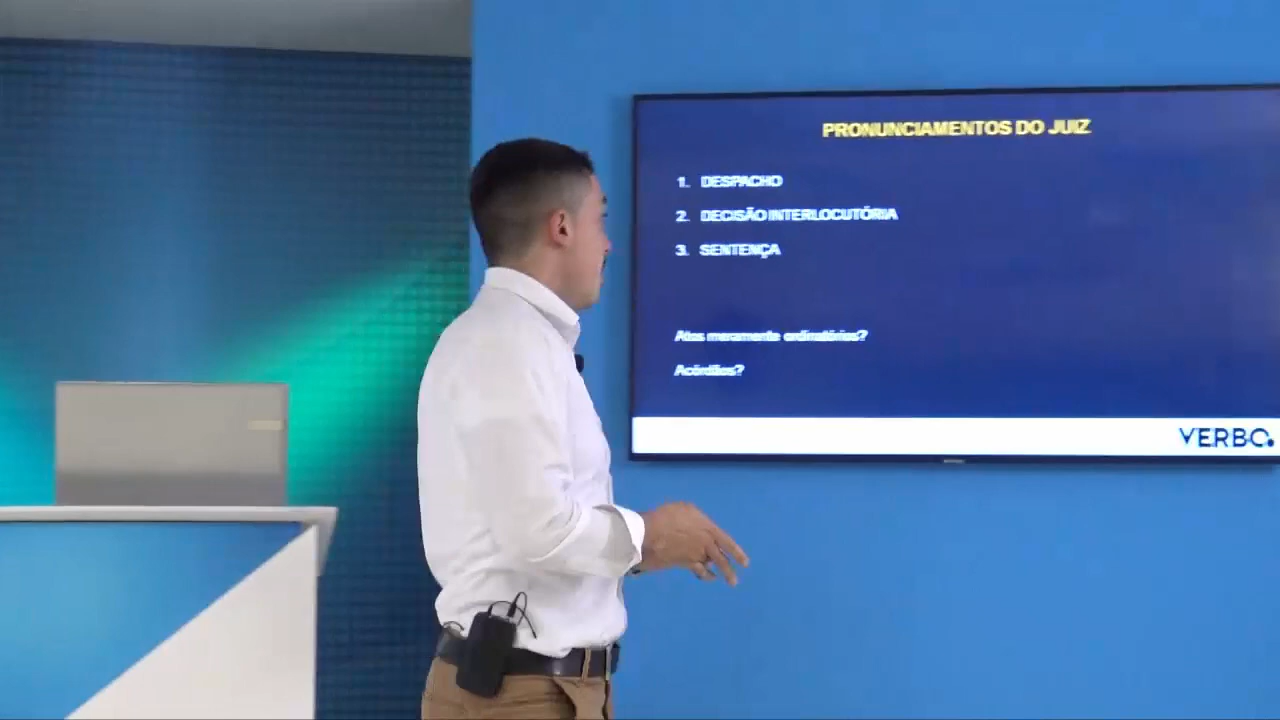 PRONUNCIAMENTOS DO JUIZ
1. DESPACHO
2. DECISÃO INTERLOCUTÓRIA
3. SENTENÇA
Atos meramente ordinatórios?
Acórdãos?
VERBO.